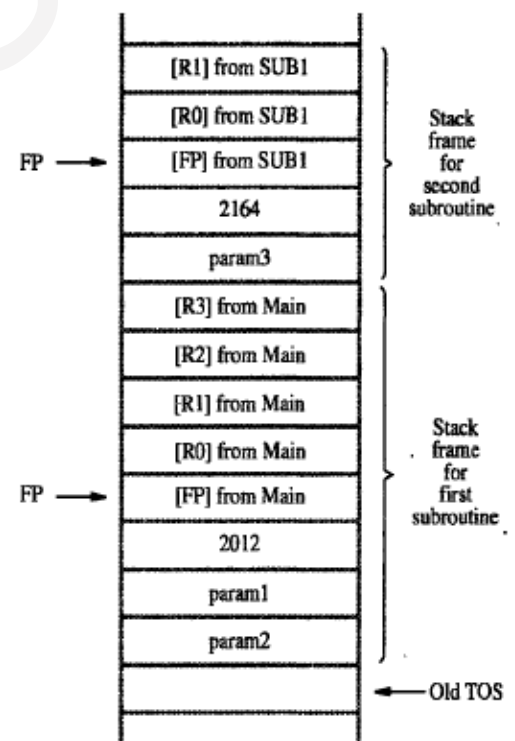 [R1] from SUB1
[R0] from SUB1
FP
[FP] from SUB1
2164
param3
Stack
frame
for
second
subroutine
[R3] from Main
[R2] from Main
[R1] from Main
[R0] from Main
FP
[FP] from Main
2012
param1
param2
Stack
frame
for
first
subroutine
Old TOS